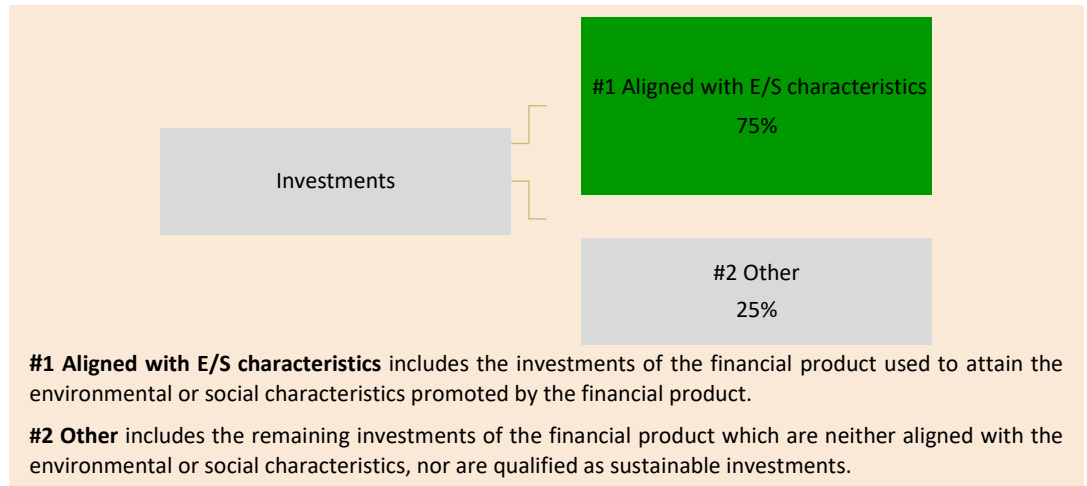 #1 Aligned with E/S characteristics
75%
Investments
#2 Other
25%
#1 Aligned with E/S characteristics includes the investments of the financial product used to attain the
environmental or social characteristics promoted by the financial product.
#2 Other includes the remaining investments of the financial product which are neither aligned with the
environmental or social characteristics, nor are qualified as sustainable investments.